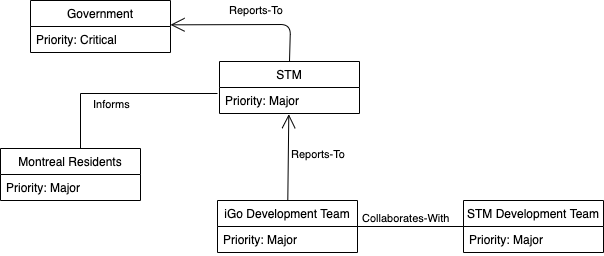 Government
Reports-To
Priority: Critical
STM
Priority: Major
Informs
Montreal Residents
Priority: Major
Reports-To
iGo Development Team
Collaborates-With
STM Development Team
Priority: Major
Priority: Major